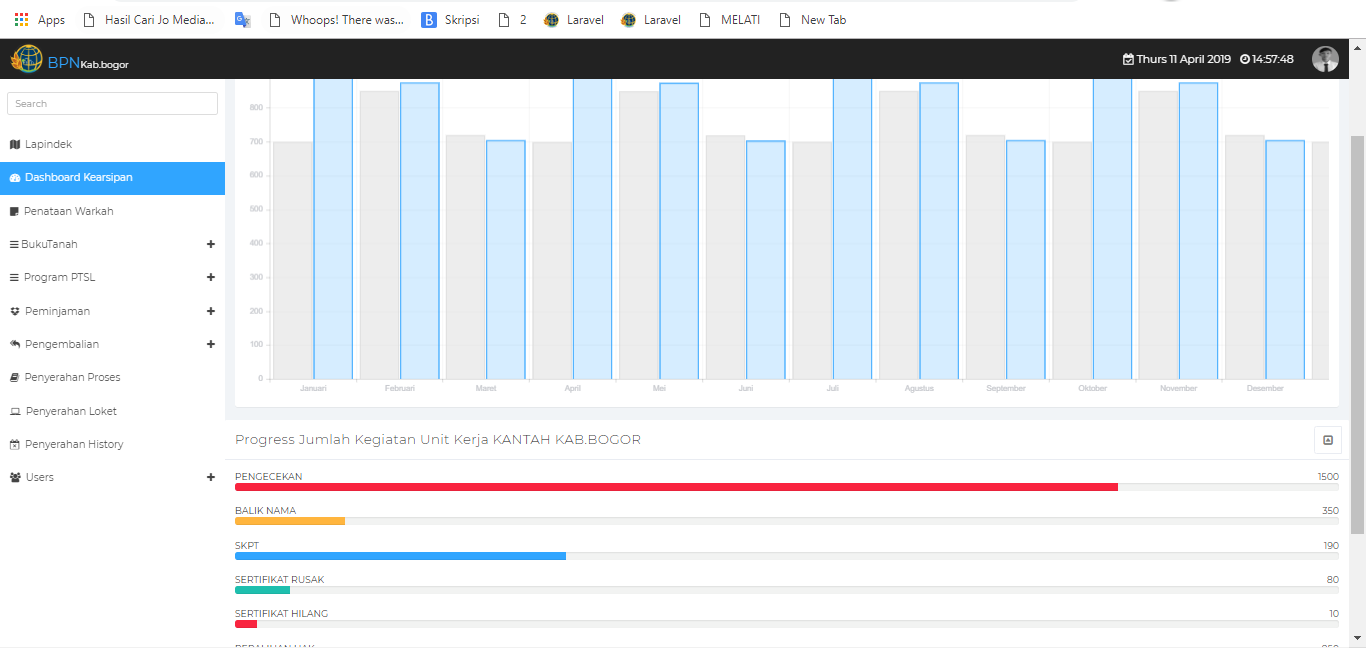 Apps Hasil Cari Jo Media... Whoops! There was... Skripsi 2 Laravel Laravel MELATI New Tab
BPNKab.bogor Thurs 11 April 2019 14:57:48
Search
Lapindek
Dashboard Kearsipan
Penataan Warkah
BukuTanah
Program PTSL
Peminjaman
Pengembalian
Penyerahan Proses
Penyerahan Loket
Penyerahan History
Users
800
700
600
500
400
300
200
100
0
Januari Februari Maret April Mei Juni Juli Agustus September Oktober November Desember
Progress Jumlah Kegiatan Unit Kerja KANTAH KAB.BOGOR
PENGECEKAN 1500
BALIK NAMA 350
SKPT 190
SERTIFIKAT RUSAK 80
SERTIFIKAT HILANG 10